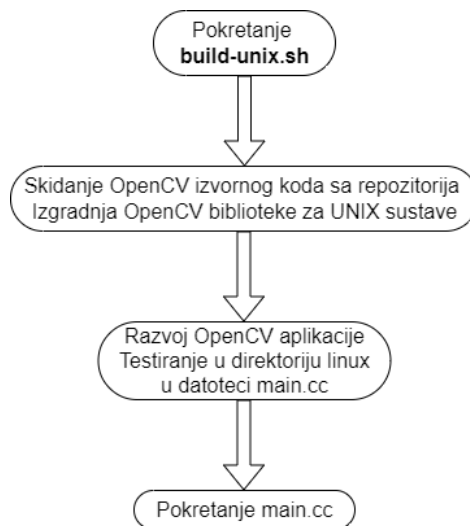 Pokretanje
build-unix.sh
Skidanje OpenCV izvornog koda sa repozitorija
Izgradnja OpenCV biblioteke za UNIX sustave
Razvoj OpenCV aplikacije
Testiranje u direktoriju linux
u datoteci main.cc
Pokretanje main.cc